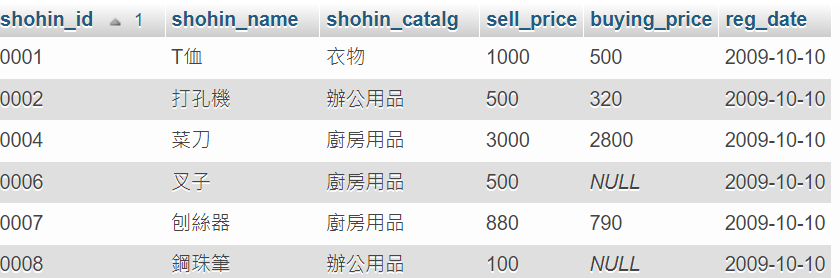 shohin_id 1 shohin_name shohin_catalg sell_price buying_price reg_date
0001 T恤 衣物 1000 500 2009-10-10
0002 打孔機 辦公用品 500 320 2009-10-10
0004 菜刀 廚房用品 3000 2800 2009-10-10
0006 叉子 廚房用品 500 NULL 2009-10-10
0007 刨絲器 廚房用品 880 790 2009-10-10
0008 鋼珠筆 辦公用品 100 NULL 2009-10-10